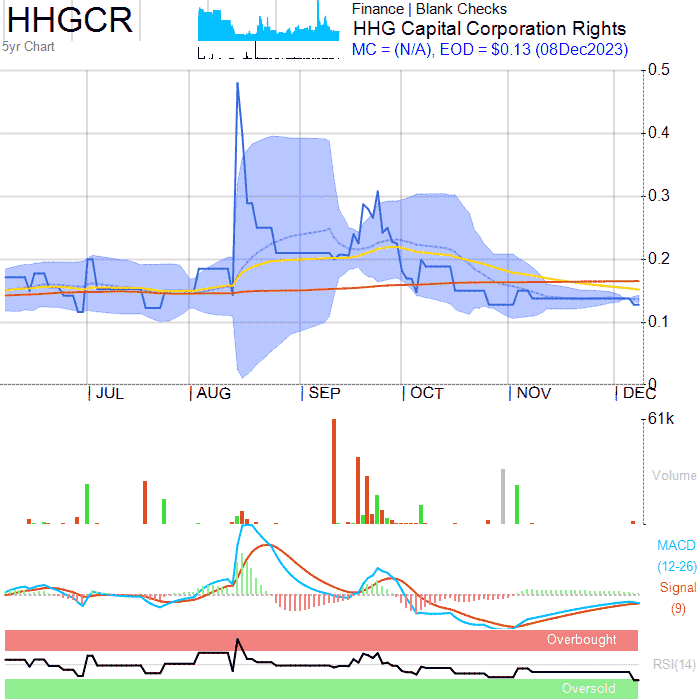 HHGCR
5yr Chart
Finance | Blank Checks
HHG Capital Corporation Rights
MC = (N/A), EOD = $0.13 (08Dec2023)
0.5
0.4
0.3
0.2
0.1
0
JUL AUG SEP OCT NOV DEC
61k
Volume
MACD
(12-26)
Signal
(9)
Overbought
RSI(14)
Oversold